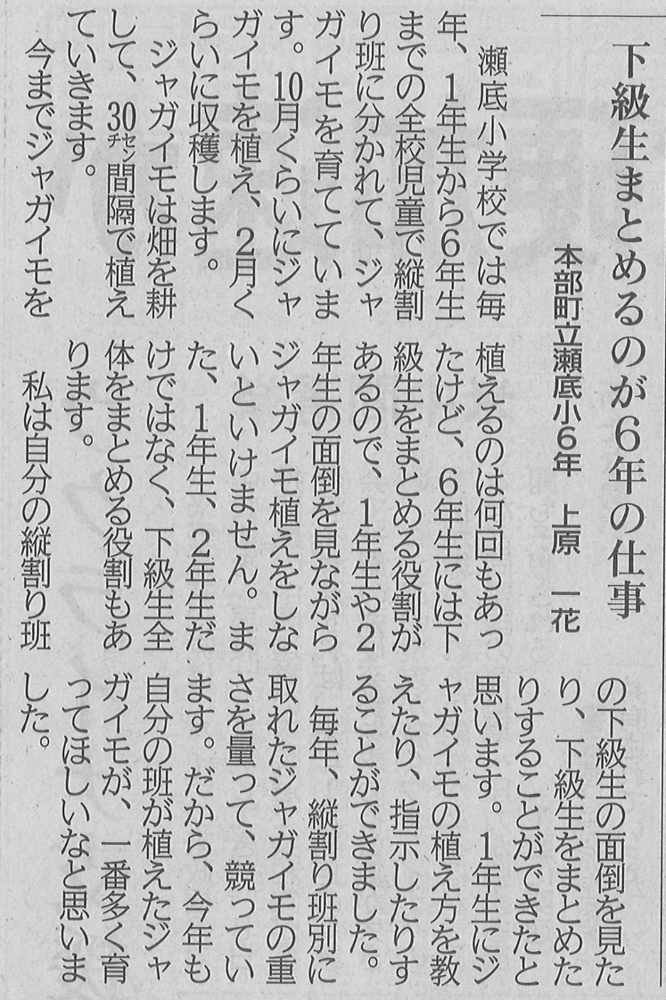 下級生まとめるのが6年の仕事
本部町立瀬底小6年　上原　一花
　瀬底小学校では毎
年、1年生から6年生
までの全校児童で縦割
り班に分かれて、ジャ
ガイモを育てていま
す。10月くらいにジャ
ガイモを植え、2月く
らいに収穫します。
　ジャガイモは畑を耕
して、30㌢間隔で植え
ていきます。
　今までジャガイモを
植えるのは何回もあっ
たけど、6年生には下
級生をまとめる役割が
あるので、1年生や2
年生の面倒を見ながら
ジャガイモ植えをしな
いといけません。ま
た、1年生、2年生だ
けではなく、下級生全
体をまとめる役割もあ
ります。
　私は自分の縦割り班
の下級生の面倒を見た
り、下級生をまとめた
りすることができたと
思います。1年生にジ
ャガイモの植え方を教
えたり、指示したりす
ることができました。
　毎年、縦割り班別に
取れたジャガイモの重
さを量って、競ってい
ます。だから、今年も
自分の班が植えたジャ
ガイモが、一番多く育
ってほしいなと思いま
した。